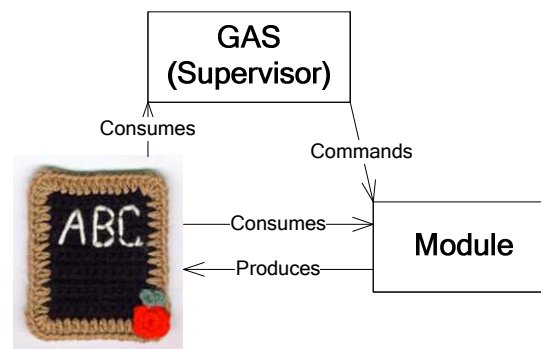 GAS
(Supervisor)
Consumes
Commands
ABC
Consumes
Produces
Module